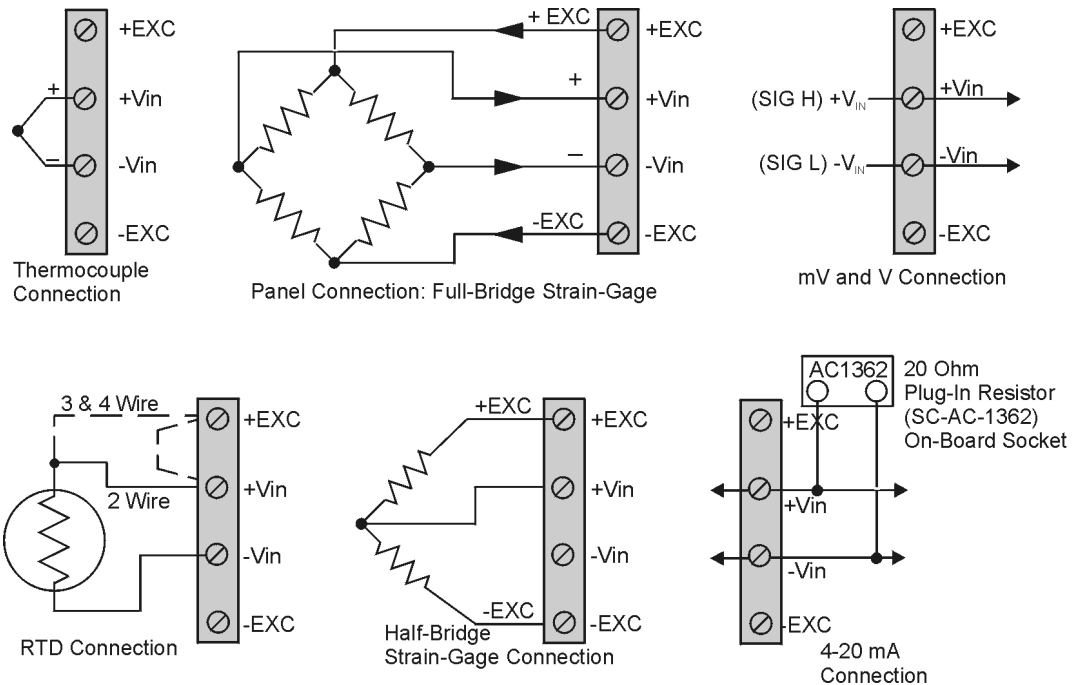 +EXC
+
+Vin
–
-Vin
-EXC
Thermocouple
Connection
+ EXC
+EXC
+
+Vin
–
-Vin
-EXC
-EXC
Panel Connection: Full-Bridge Strain-Gage
+EXC
(SIG H) +VIN
+Vin
(SIG L) -VIN
-Vin
-EXC
mV and V Connection
3 & 4 Wire
+EXC
2 Wire
+Vin
-Vin
-EXC
RTD Connection
+EXC
+EXC
+Vin
-Vin
-EXC
-EXC
Half-Bridge
Strain-Gage Connection
AC1362
20 Ohm
Plug-In Resistor
(SC-AC-1362)
On-Board Socket
+EXC
+Vin
-Vin
-EXC
4-20 mA
Connection